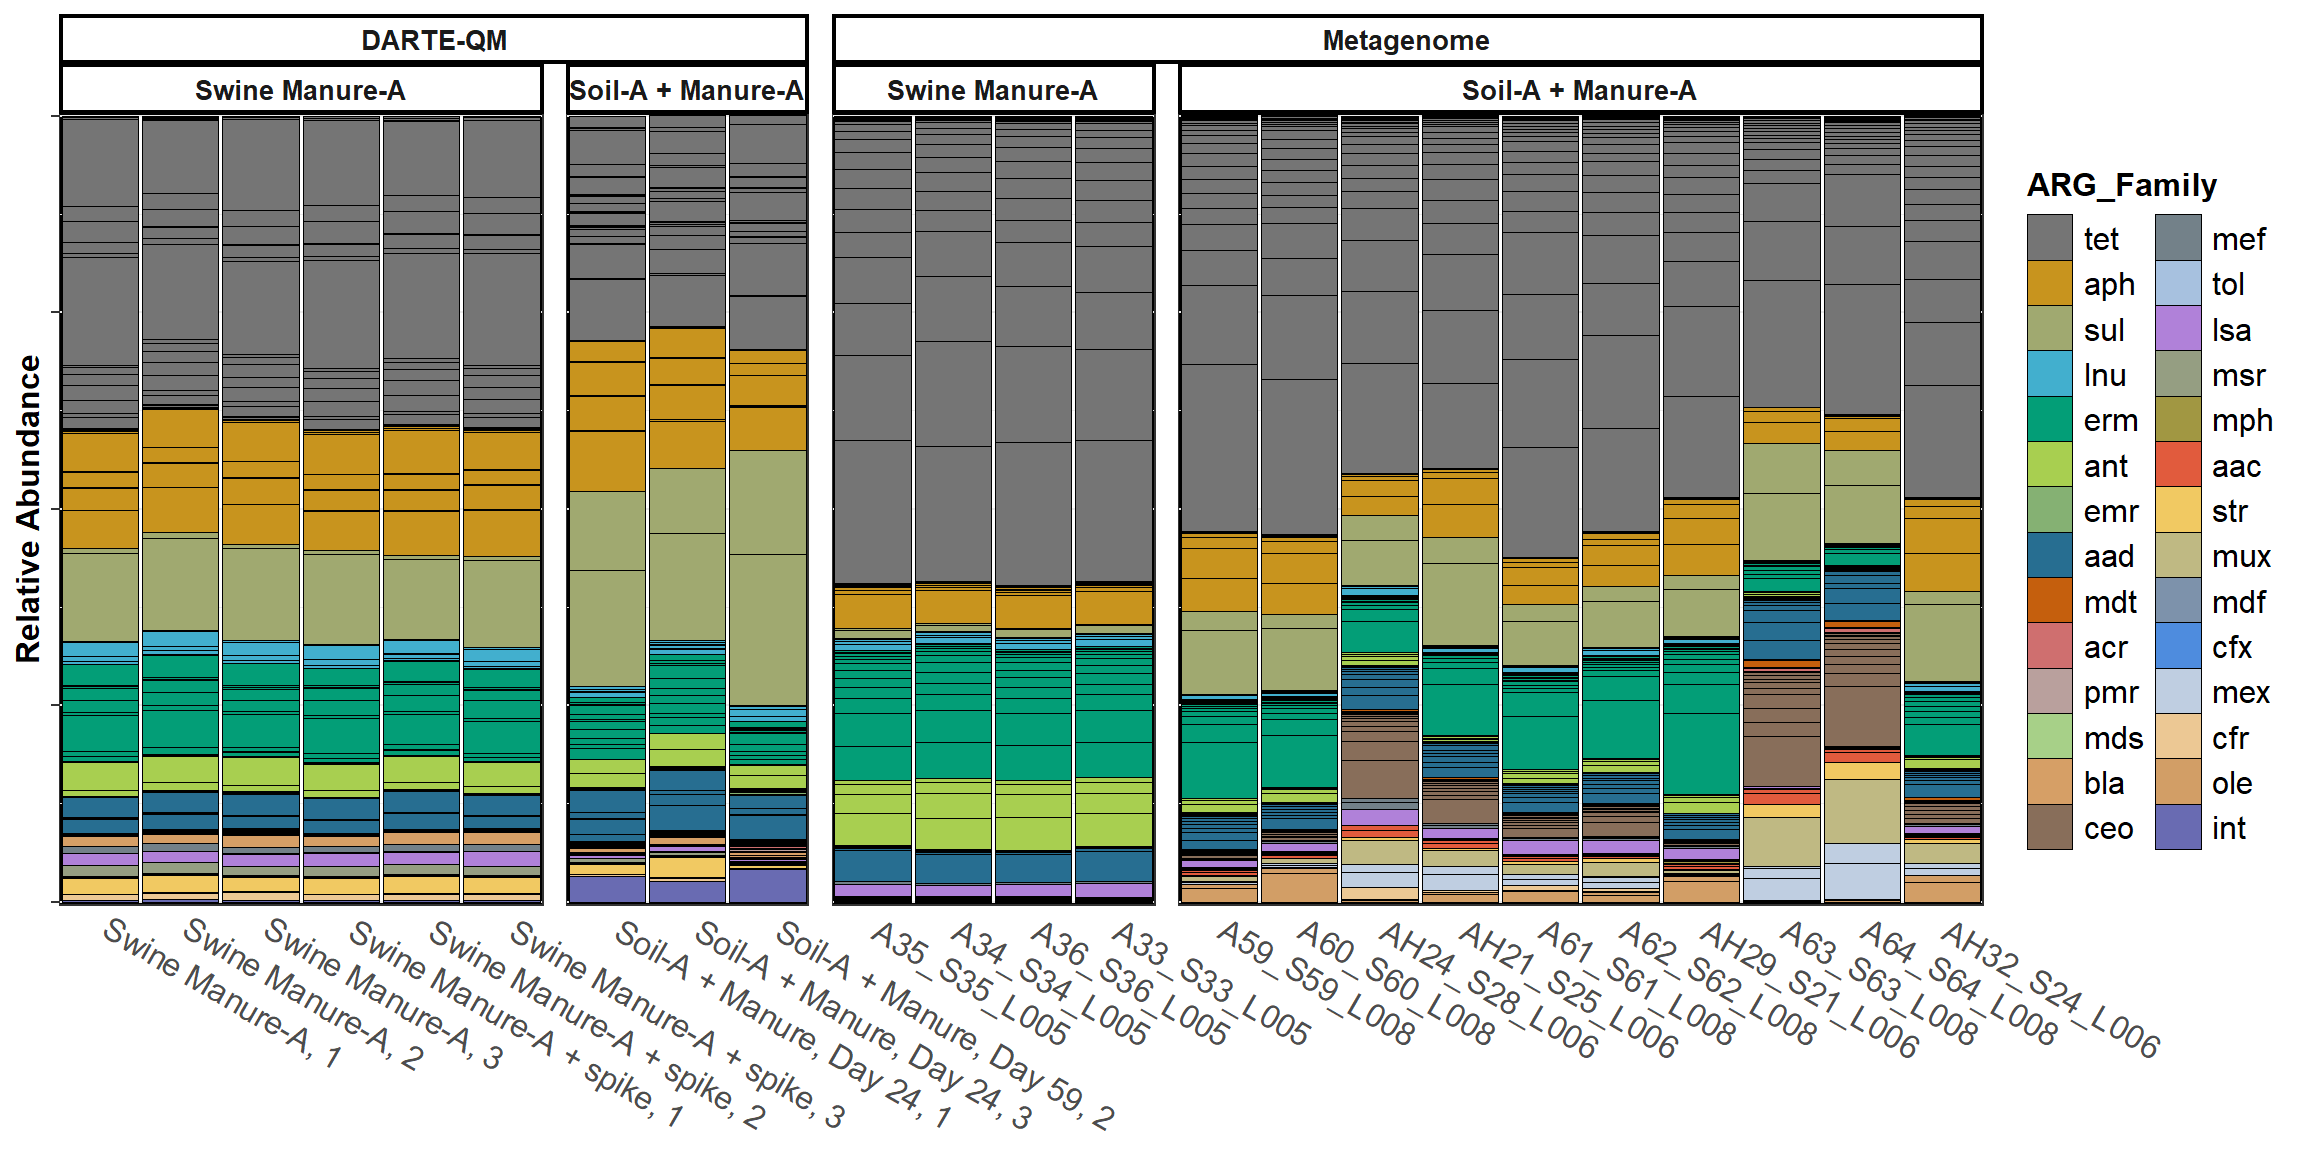 DARTE-QM
Metagenome
Swine Manure-A
Soil-A + Manure-A
Swine Manure-A
Soil-A + Manure-A
Relative Abundance
ARG_Family
tet
aph
sul
lnu
erm
ant
emr
aad
mdt
acr
pmr
mds
bla
ceo
mef
tol
lsa
msr
mph
aac
str
mux
mdf
cfx
mex
cfr
ole
int
Swine Manure-A, 1
Swine Manure-A, 2
Swine Manure-A, 3
Swine Manure-A + spike, 1
Swine Manure-A + spike, 2
Swine Manure-A + spike, 3
Soil-A + Manure, Day 24, 1
Soil-A + Manure, Day 24, 3
Soil-A + Manure, Day 59, 2
A35_S35_L005
A34_S34_L005
A36_S36_L005
A33_S33_L005
A59_S59_L008
A60_S60_L008
AH24_S28_L006
AH21_S25_L006
A61_S61_L008
A62_S62_L008
AH29_S21_L006
A63_S63_L008
A64_S64_L008
AH32_S24_L006